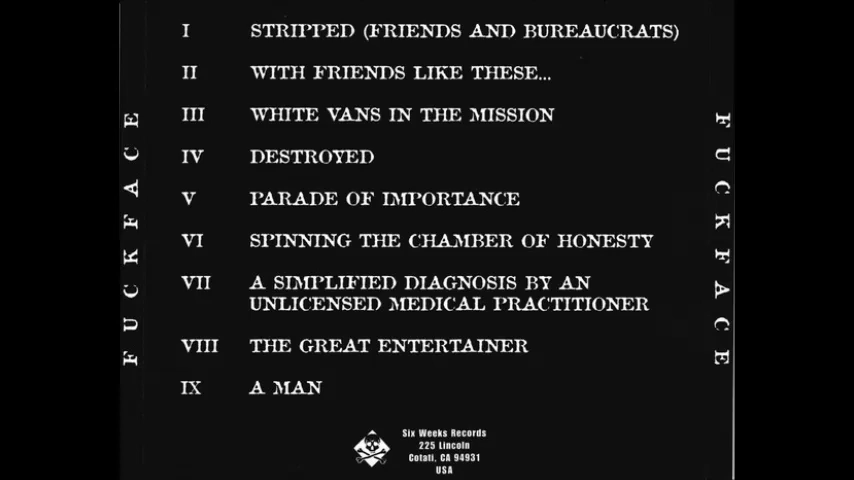 I STRIPPED (FRIENDS AND BUREAUCRATS)
II WITH FRIENDS LIKE THESE...
III WHITE VANS IN THE MISSION
IV DESTROYED
V PARADE OF IMPORTANCE
VI SPINNING THE CHAMBER OF HONESTY
VII A SIMPLIFIED DIAGNOSIS BY AN
UNLICENSED MEDICAL PRACTITIONER
VIII THE GREAT ENTERTAINER
IX A MAN
FUCKFACE
FUCKFACE
Six Weeks Records
225 Lincoln
Cotati, CA 94931
USA